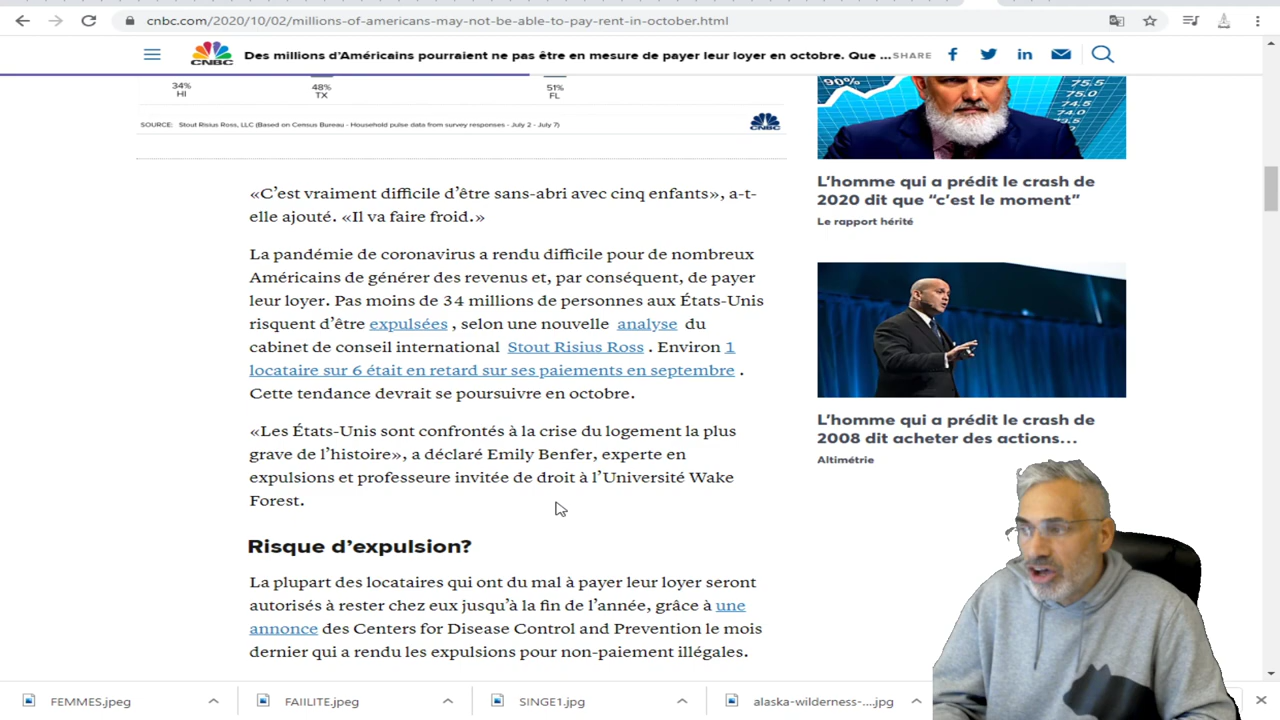 cnbc.com/2020/10/02/millions-of-americans-may-not-be-able-to-pay-rent-in-october.html
CNBC
Des millions d’Américains pourraient ne pas être en mesure de payer leur loyer en octobre. Que ...
SHARE
34%
HI
48%
TX
51%
FL
SOURCE: Stout Risius Ross, LLC (Based on Census Bureau - Household pulse data from survey responses - July 2 - July 7)
CNBC
«C’est vraiment difficile d’être sans-abri avec cinq enfants», a-t-
elle ajouté. «Il va faire froid.»
La pandémie de coronavirus a rendu difficile pour de nombreux
Américains de générer des revenus et, par conséquent, de payer
leur loyer. Pas moins de 34 millions de personnes aux États-Unis
risquent d’être expulsées , selon une nouvelle analyse du
cabinet de conseil international Stout Risius Ross . Environ 1
locataire sur 6 était en retard sur ses paiements en septembre .
Cette tendance devrait se poursuivre en octobre.
«Les États-Unis sont confrontés à la crise du logement la plus
grave de l’histoire», a déclaré Emily Benfer, experte en
expulsions et professeure invitée de droit à l’Université Wake
Forest.
Risque d’expulsion?
La plupart des locataires qui ont du mal à payer leur loyer seront
autorisés à rester chez eux jusqu’à la fin de l’année, grâce à une
annonce des Centers for Disease Control and Prevention le mois
dernier qui a rendu les expulsions pour non-paiement illégales.
90%
75.5
75.0
74.5
74.0
L’homme qui a prédit le crash de
2020 dit que “c’est le moment”
Le rapport hérité
L’homme qui a prédit le crash de
2008 dit acheter des actions...
Altimétrie
FEMMES.jpeg
FAIILITE.jpeg
SINGE1.jpg
alaska-wilderness-....jpg